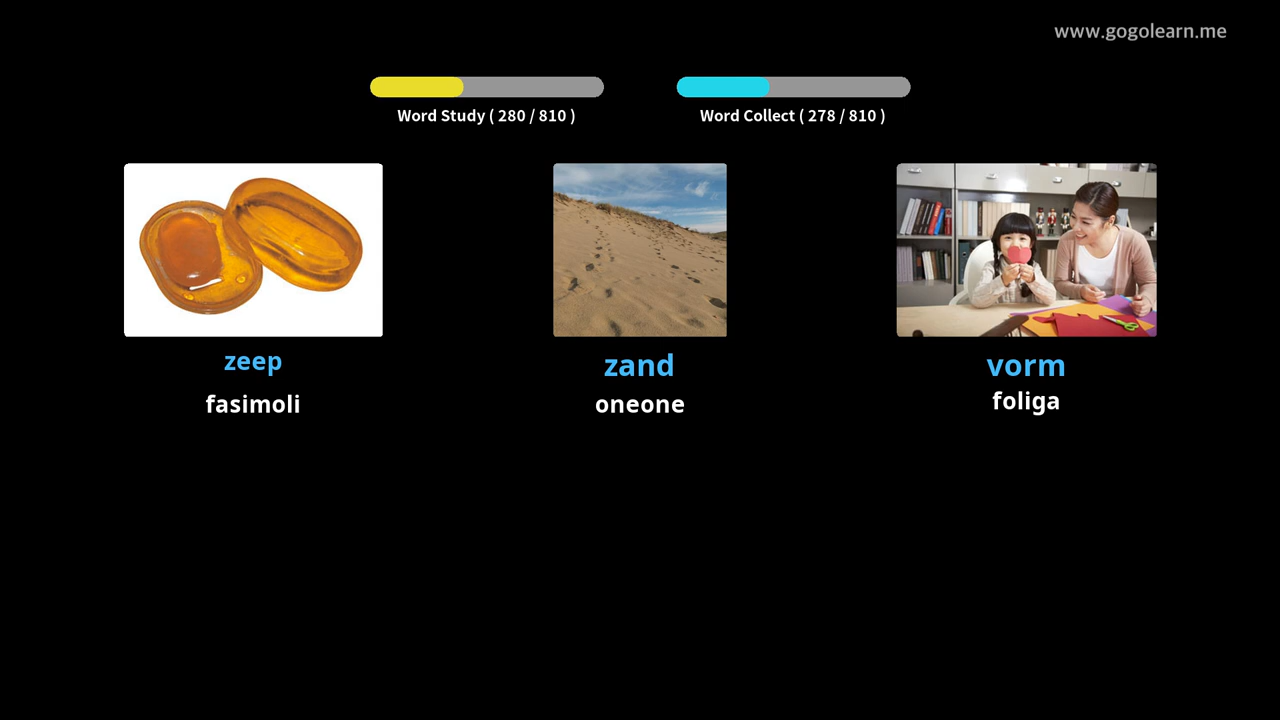 www.gogolearn.me
Word Study ( 280 / 810 )
Word Collect ( 278 / 810 )
zeep
fasimoli
zand
oneone
vorm
foliga